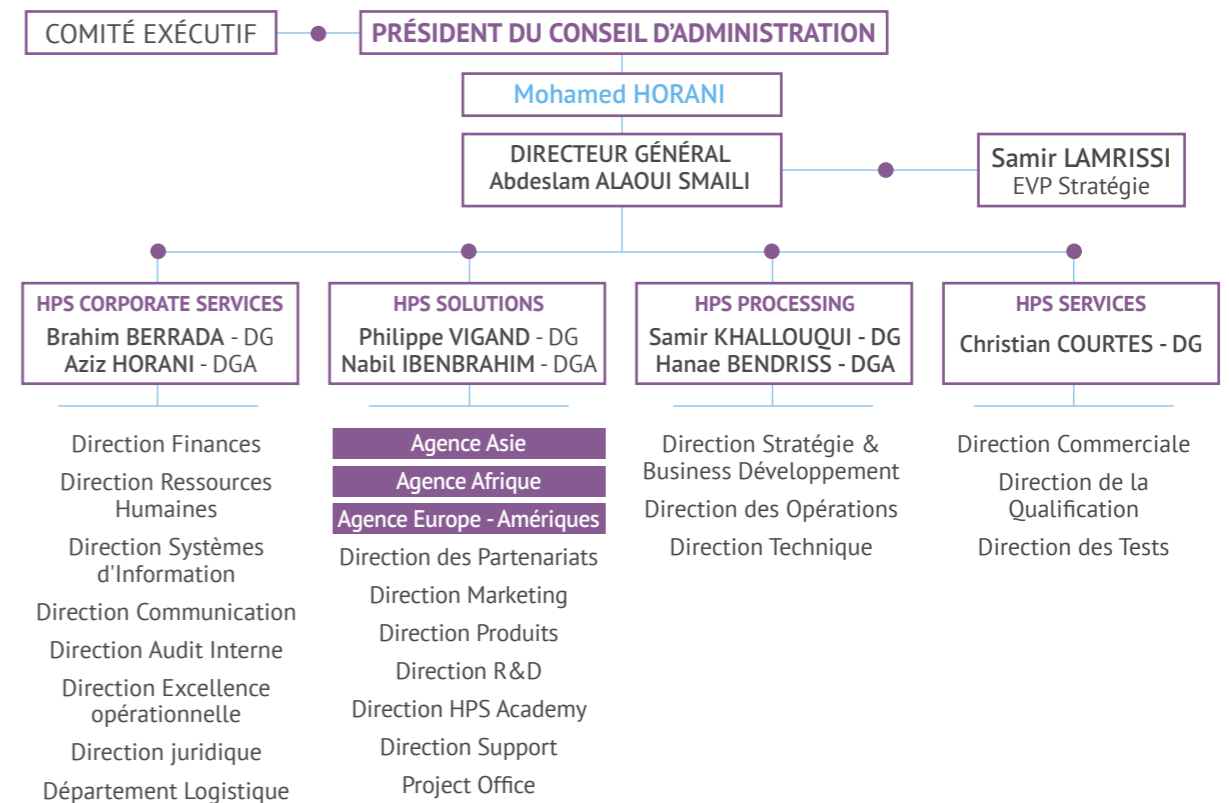 COMITÉ EXÉCUTIF
PRÉSIDENT DU CONSEIL D'ADMINISTRATION
Mohamed HORANI
DIRECTEUR GÉNÉRAL
Abdeslam ALAOUI SMAILI
Samir LAMRISSI
EVP Stratégie
HPS CORPORATE SERVICES
Brahim BERRADA - DG
Aziz HORANI - DGA
Direction Finances
Direction Ressources
Humaines
Direction Systèmes
d'Information
Direction Communication
Direction Audit Interne
Direction Excellence
opérationnelle
Direction juridique
Département Logistique
HPS SOLUTIONS
Philippe VIGAND - DG
Nabil IBENBRAHIM - DGA
Agence Asie
Agence Afrique
Agence Europe - Amériques
Direction des Partenariats
Direction Marketing
Direction Produits
Direction R&D
Direction HPS Academy
Direction Support
Project Office
HPS PROCESSING
Samir KHALLOUQUI - DG
Hanae BENDRISS - DGA
Direction Stratégie &
Business Développement
Direction des Opérations
Direction Technique
HPS SERVICES
Christian COURTES - DG
Direction Commerciale
Direction de la
Qualification
Direction des Tests